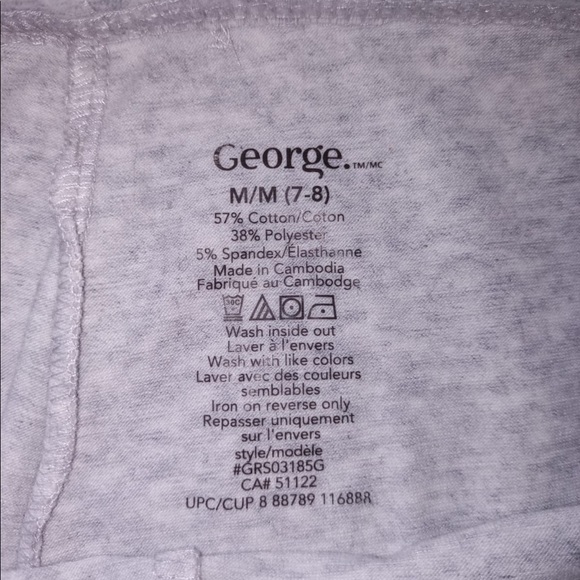 George.TM/MC
M/M (7-8)
57% Cotton/Coton
38% Polyester
5% Spandex/Élasthanne
Made in Cambodia
Fabriqué au Cambodge
30C
Wash inside out
Laver à l'envers
Wash with like colors
Laver avec des couleurs
semblables
Iron on reverse only
Repasser uniquement
sur l'envers
style/modèle
#GRS03185G
CA# 51122
UPC/CUP 8 88789